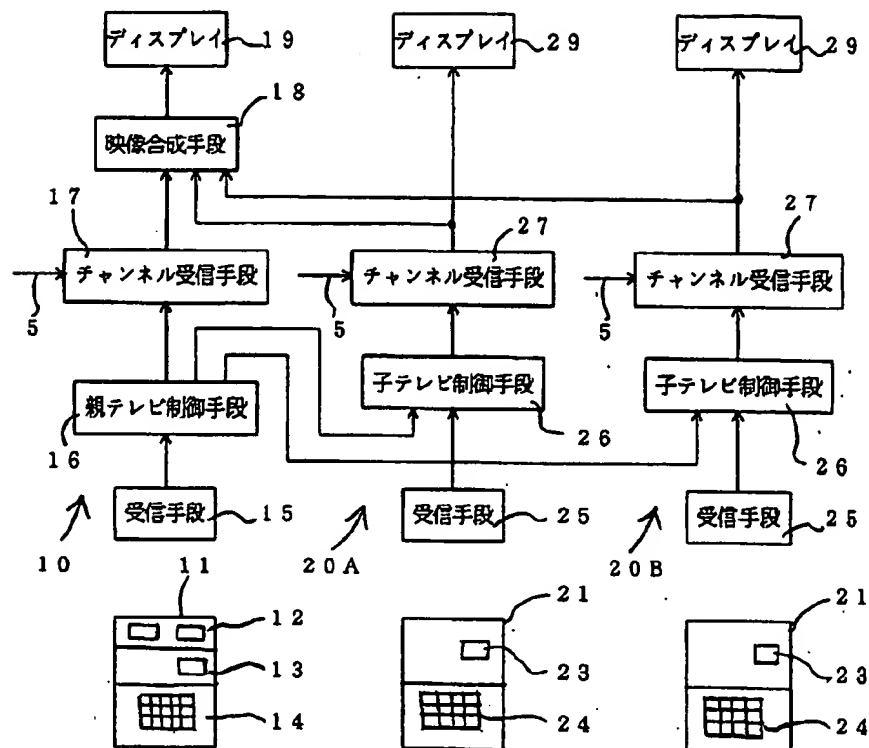 ディスプレイ 19 ディスプレイ 29 ディスプレイ 29
18
映像合成手段
17 27 27
チャンネル受信手段 チャンネル受信手段 チャンネル受信手段
5 5 5
親テレビ制御手段 子テレビ制御手段 子テレビ制御手段
16 26 26
受信手段 15 受信手段 25 受信手段 25
10 20A 20B
11 12 21 21
13 23 23
14 24 24